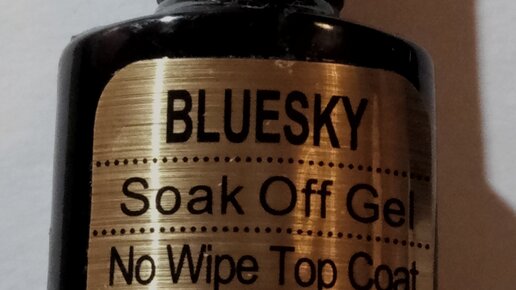 BLUESKY
Soak Off Gel
No Wipe Top Coat